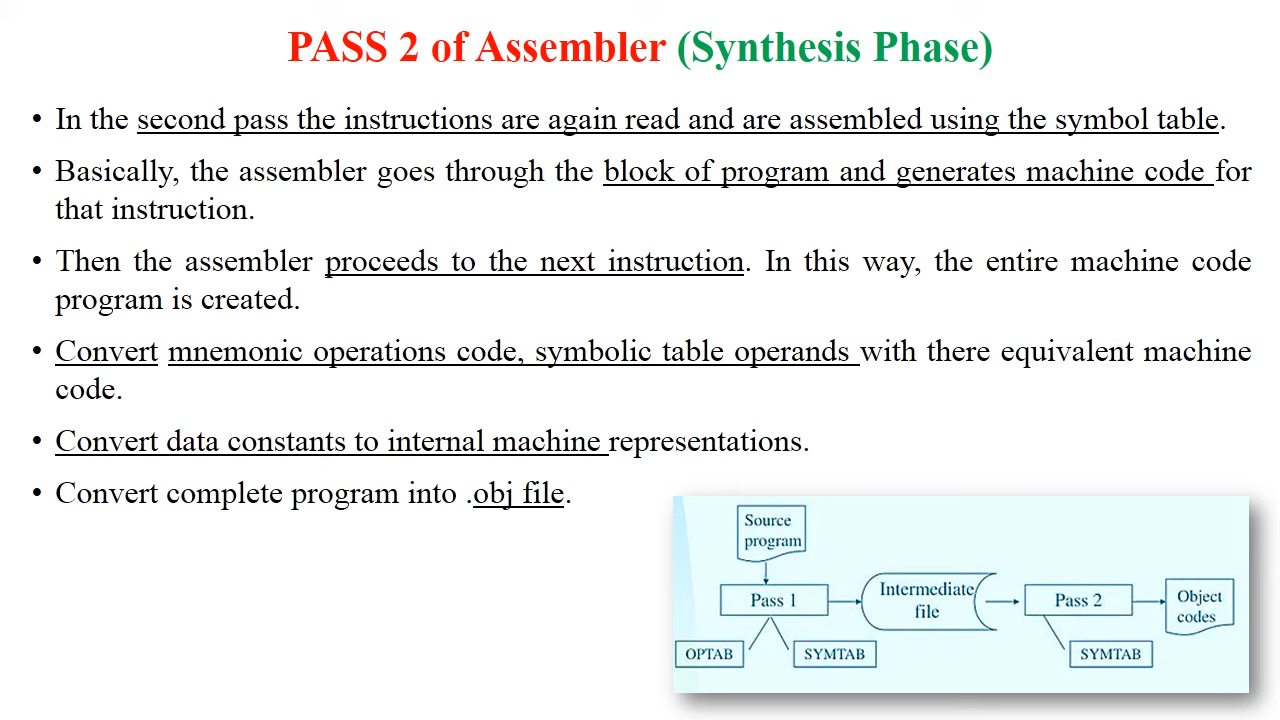 PASS 2 of Assembler (Synthesis Phase)
• In the second pass the instructions are again read and are assembled using the symbol table.
• Basically, the assembler goes through the block of program and generates machine code for
that instruction.
• Then the assembler proceeds to the next instruction. In this way, the entire machine code
program is created.
• Convert mnemonic operations code, symbolic table operands with there equivalent machine
code.
• Convert data constants to internal machine representations.
• Convert complete program into .obj file.
Source
program
Pass 1
Intermediate
file
Pass 2
Object
codes
OPTAB
SYMTAB
SYMTAB